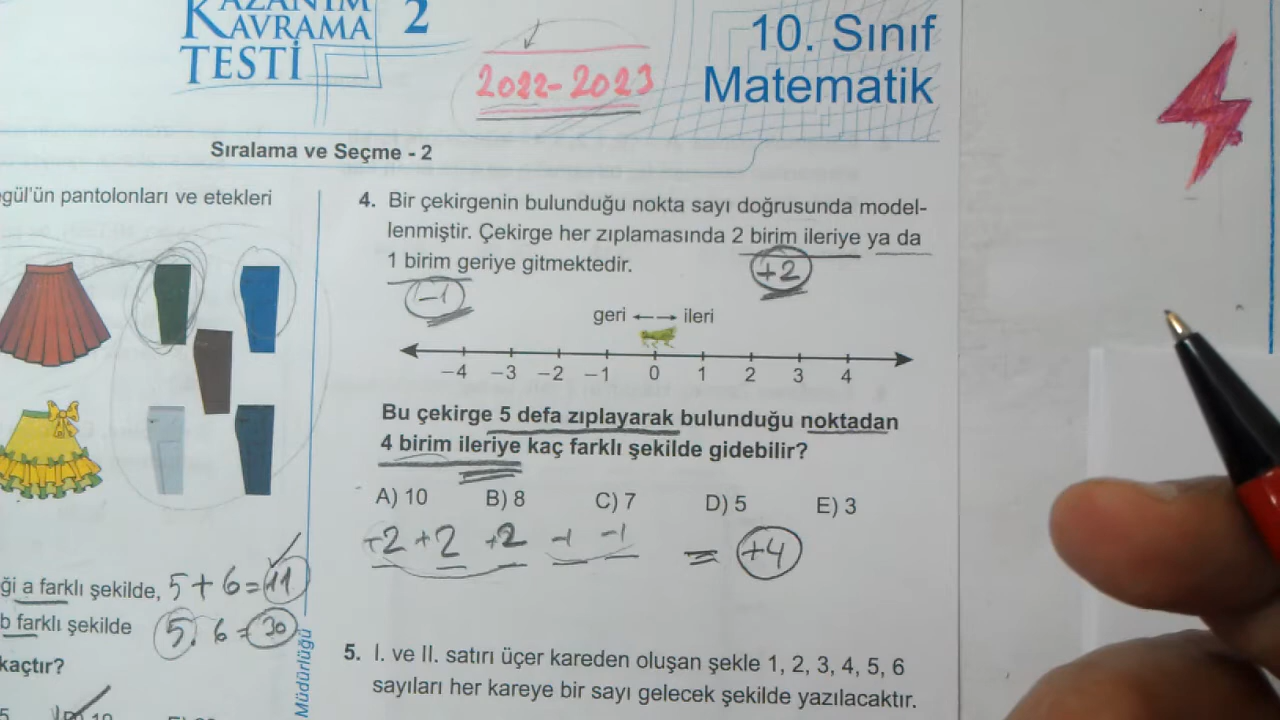 KAZANIM
KAVRAMA
TESTİ
2
2022-2023
10. Sınıf
Matematik
Sıralama ve Seçme - 2
gül'ün pantolonları ve etekleri
ği a farklı şekilde, 5+6=11
b farklı şekilde 5.6=30
kaçtır?
Müdürlüğü
4. Bir çekirgenin bulunduğu nokta sayı doğrusunda model-
lenmiştir. Çekirge her zıplamasında 2 birim ileriye ya da
1 birim geriye gitmektedir.
+2
-1
geri ←→ ileri
−4 −3 −2 −1 0 1 2 3 4
Bu çekirge 5 defa zıplayarak bulunduğu noktadan
4 birim ileriye kaç farklı şekilde gidebilir?
A) 10 B) 8 C) 7 D) 5 E) 3
+2 +2 +2 -1 -1 = +4
5. I. ve II. satırı üçer kareden oluşan şekle 1, 2, 3, 4, 5, 6
sayıları her kareye bir sayı gelecek şekilde yazılacaktır.